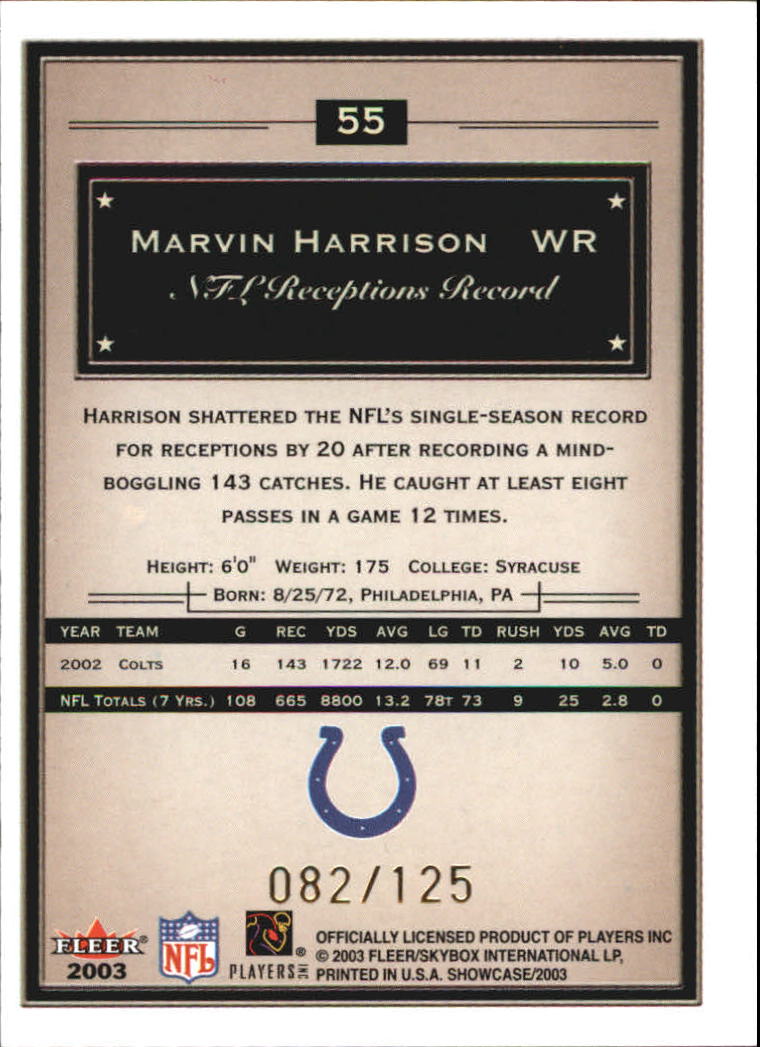 55
MARVIN HARRISON WR
NFL Receptions Record
HARRISON SHATTERED THE NFL'S SINGLE-SEASON RECORD
FOR RECEPTIONS BY 20 AFTER RECORDING A MIND-
BOGGLING 143 CATCHES. HE CAUGHT AT LEAST EIGHT
PASSES IN A GAME 12 TIMES.
HEIGHT: 6'0" WEIGHT: 175 COLLEGE: SYRACUSE
BORN: 8/25/72, PHILADELPHIA, PA
YEAR TEAM G REC YDS AVG LG TD RUSH YDS AVG TD
2002 COLTS 16 143 1722 12.0 69 11 2 10 5.0 0
NFL TOTALS (7 YRS.) 108 665 8800 13.2 78T 73 9 25 2.8 0
082/125
FLEER®
2003
NFL
PLAYERS INC ®
OFFICIALLY LICENSED PRODUCT OF PLAYERS INC
© 2003 FLEER/SKYBOX INTERNATIONAL LP,
PRINTED IN U.S.A. SHOWCASE/2003